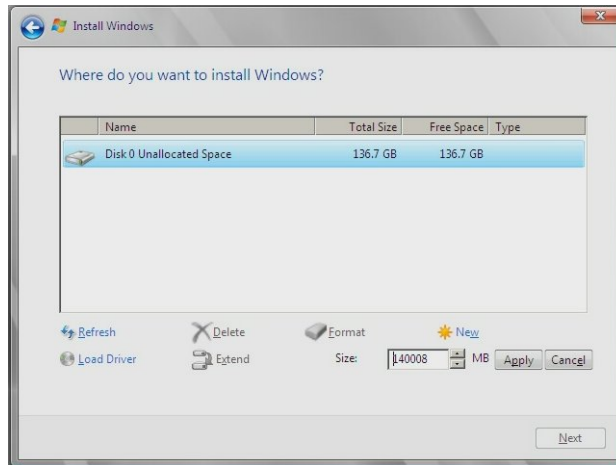 Install Windows
Where do you want to install Windows?
Name Total Size Free Space Type
Disk 0 Unallocated Space 136.7 GB 136.7 GB
Refresh Delete Format New
Load Driver Extend Size: 140008 MB Apply Cancel
Next